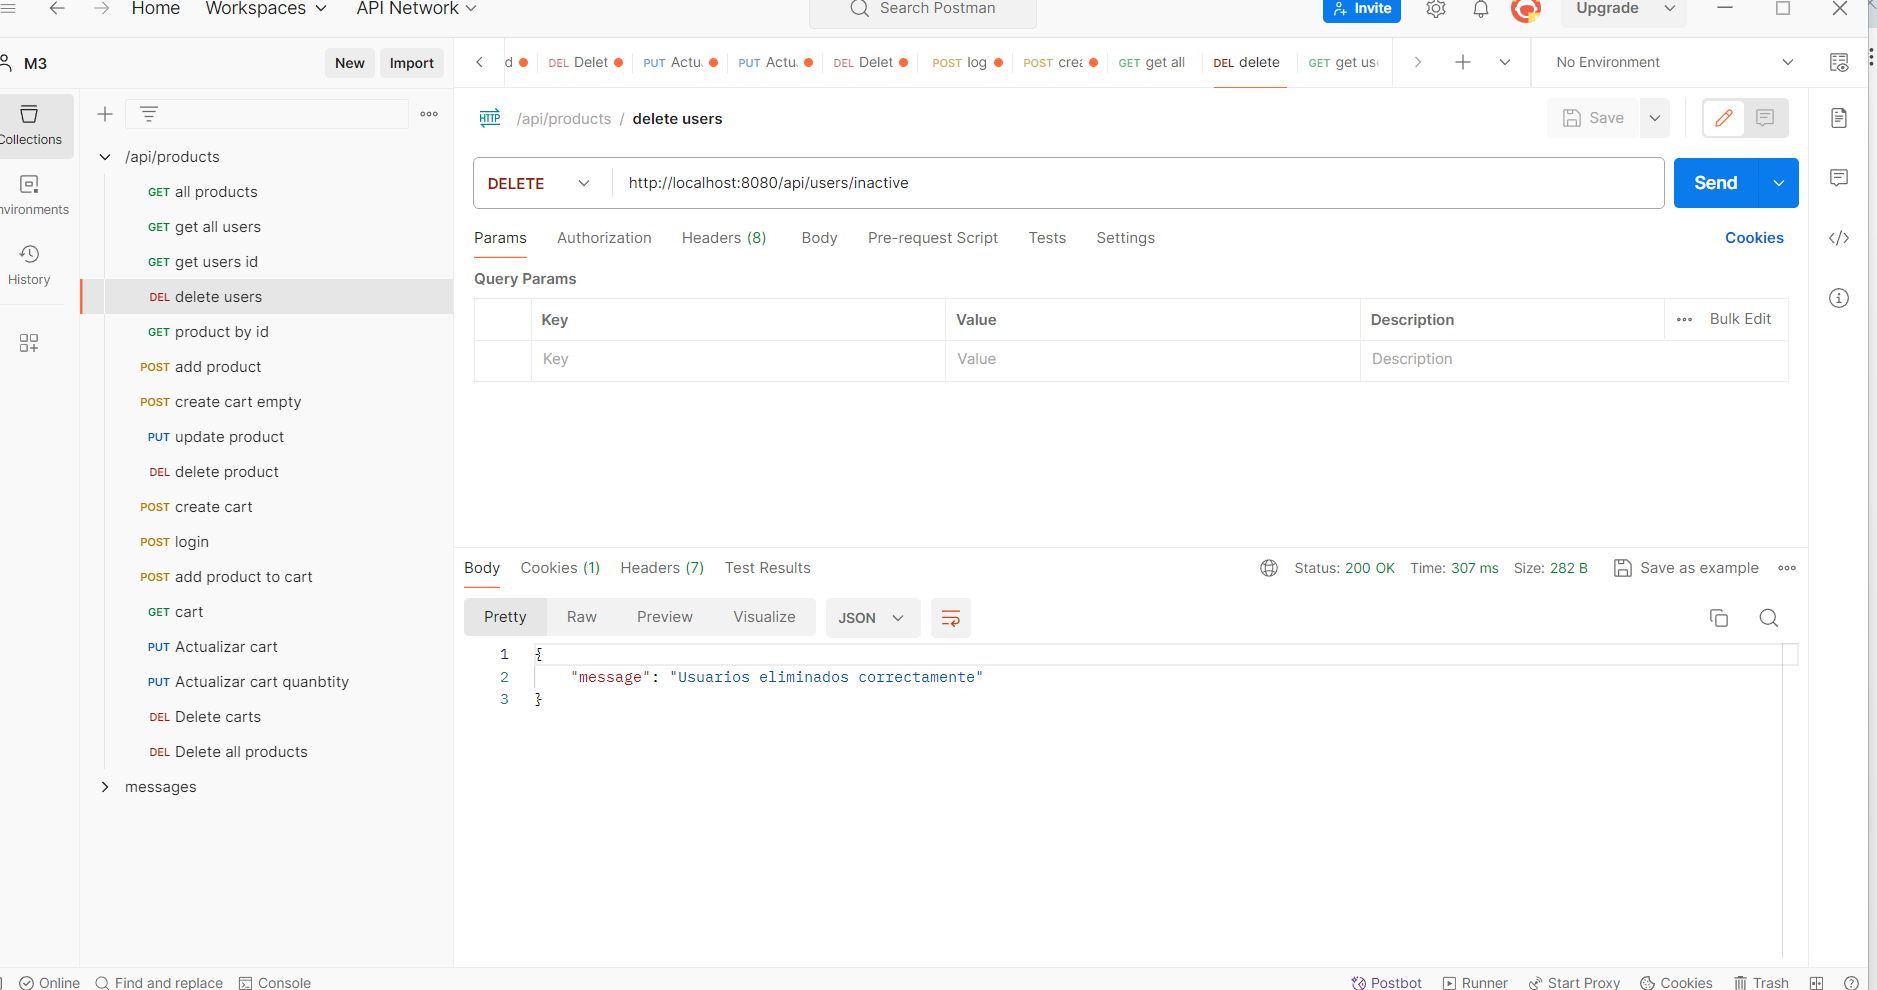 Home Workspaces API Network Search Postman Invite Upgrade
M3 New Import
d DEL Delet PUT Actu PUT Actu DEL Delet POST log POST crea GET get all DEL delete GET get use No Environment
/api/products / delete users Save
Collections
Environments
History
/api/products
GET all products
GET get all users
GET get users id
DEL delete users
GET product by id
POST add product
POST create cart empty
PUT update product
DEL delete product
POST create cart
POST login
POST add product to cart
GET cart
PUT Actualizar cart
PUT Actualizar cart quanbtity
DEL Delete carts
DEL Delete all products
messages
HTTP
DELETE http://localhost:8080/api/users/inactive Send
Params Authorization Headers (8) Body Pre-request Script Tests Settings Cookies
Query Params
Key Value Description Bulk Edit
Key Value Description
Body Cookies (1) Headers (7) Test Results Status: 200 OK Time: 307 ms Size: 282 B Save as example
Pretty Raw Preview Visualize JSON
1 {
2 "message": "Usuarios eliminados correctamente"
3 }
Online Find and replace Console Postbot Runner Start Proxy Cookies Trash